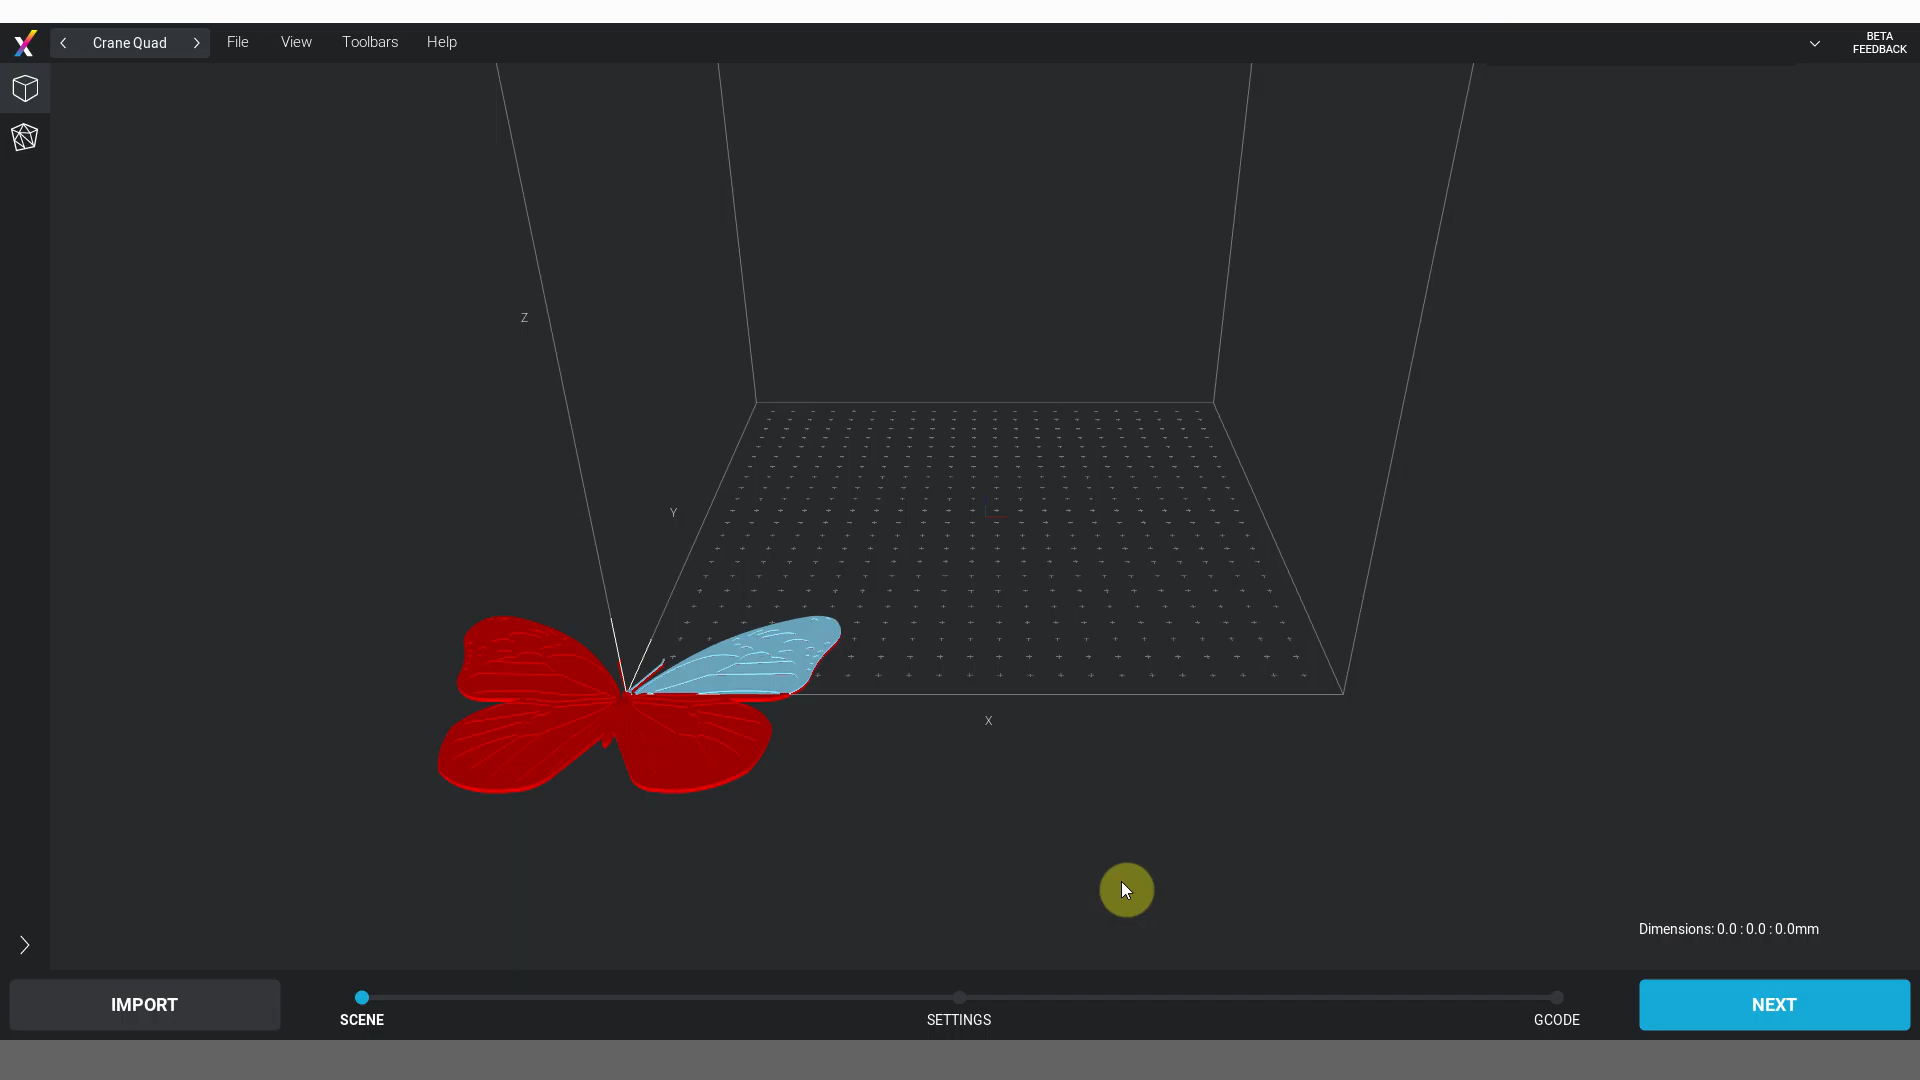 Crane Quad
File
View
Toolbars
Help
BETA
FEEDBACK
Z
Y
X
Dimensions: 0.0 : 0.0 : 0.0mm
IMPORT
SCENE
SETTINGS
GCODE
NEXT